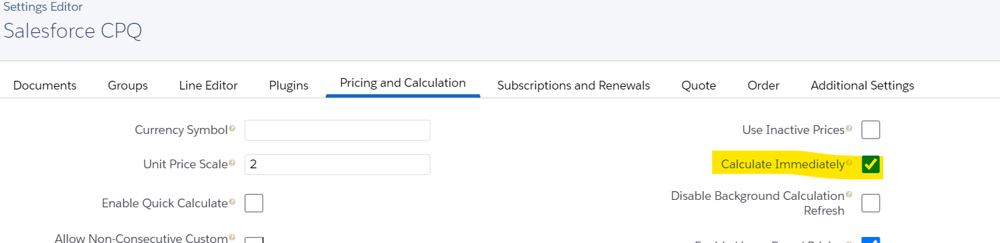 Settings Editor
Salesforce CPQ
Documents Groups Line Editor Plugins Pricing and Calculation Subscriptions and Renewals Quote Order Additional Settings
Currency Symbol ?
Use Inactive Prices ?
Unit Price Scale ? 2
Calculate Immediately ?
Enable Quick Calculate ?
Disable Background Calculation ?
Refresh
Allow Non-Consecutive Custom ?